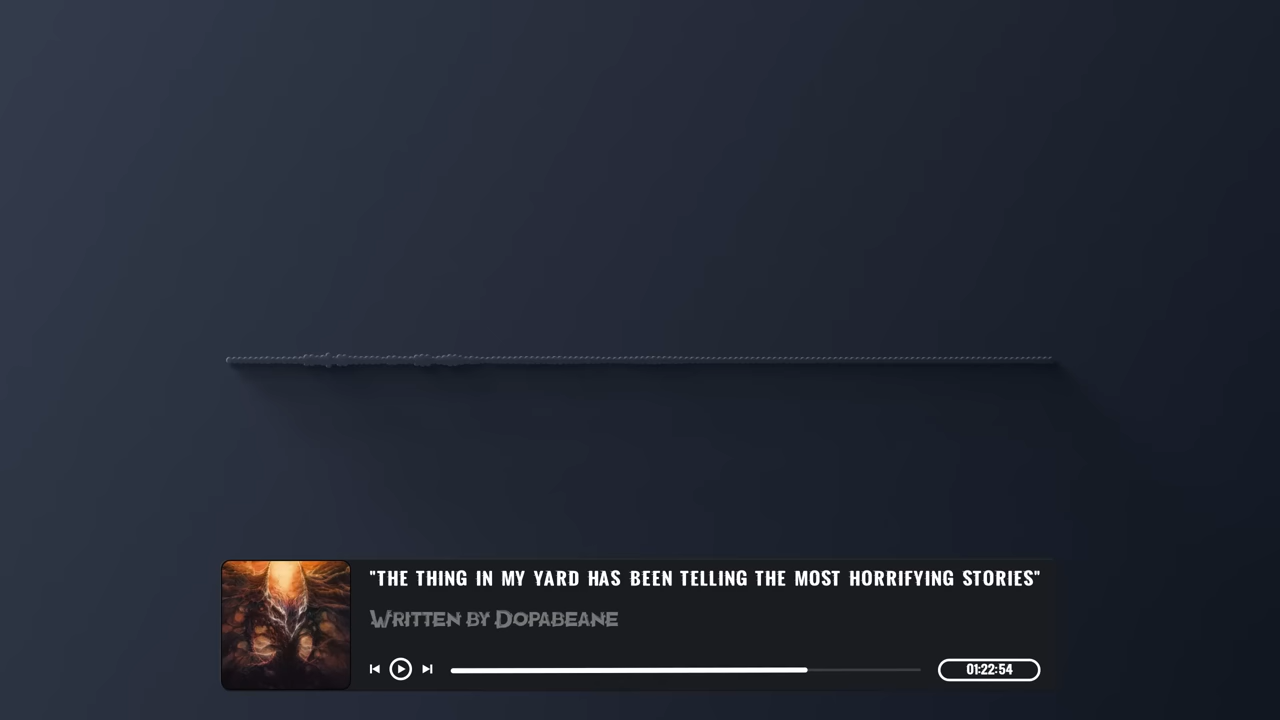 "THE THING IN MY YARD HAS BEEN TELLING THE MOST HORRIFYING STORIES"
WRITTEN BY DOPABEANE
01:22:54